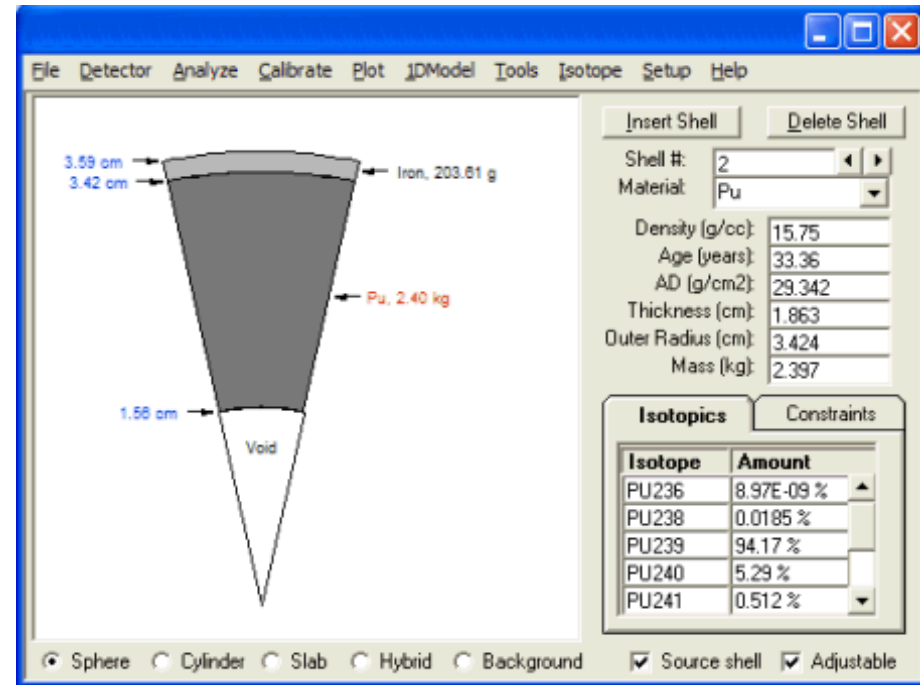 File Detector Analyze Calibrate Plot 1DModel Tools Isotope Setup Help
Insert Shell Delete Shell
Shell #: 2
Material: Pu
Density (g/cc): 15.75
Age (years): 33.36
AD (g/cm2): 29.342
Thickness (cm): 1.863
Outer Radius (cm): 3.424
Mass (kg): 2.397
Isotopics Constraints
Isotope Amount
PU236 8.97E-09 %
PU238 0.0185 %
PU239 94.17 %
PU240 5.29 %
PU241 0.512 %
3.59 cm
3.42 cm
Iron, 203.61 g
Pu, 2.40 kg
1.56 cm
Void
Sphere Cylinder Slab Hybrid Background Source shell Adjustable